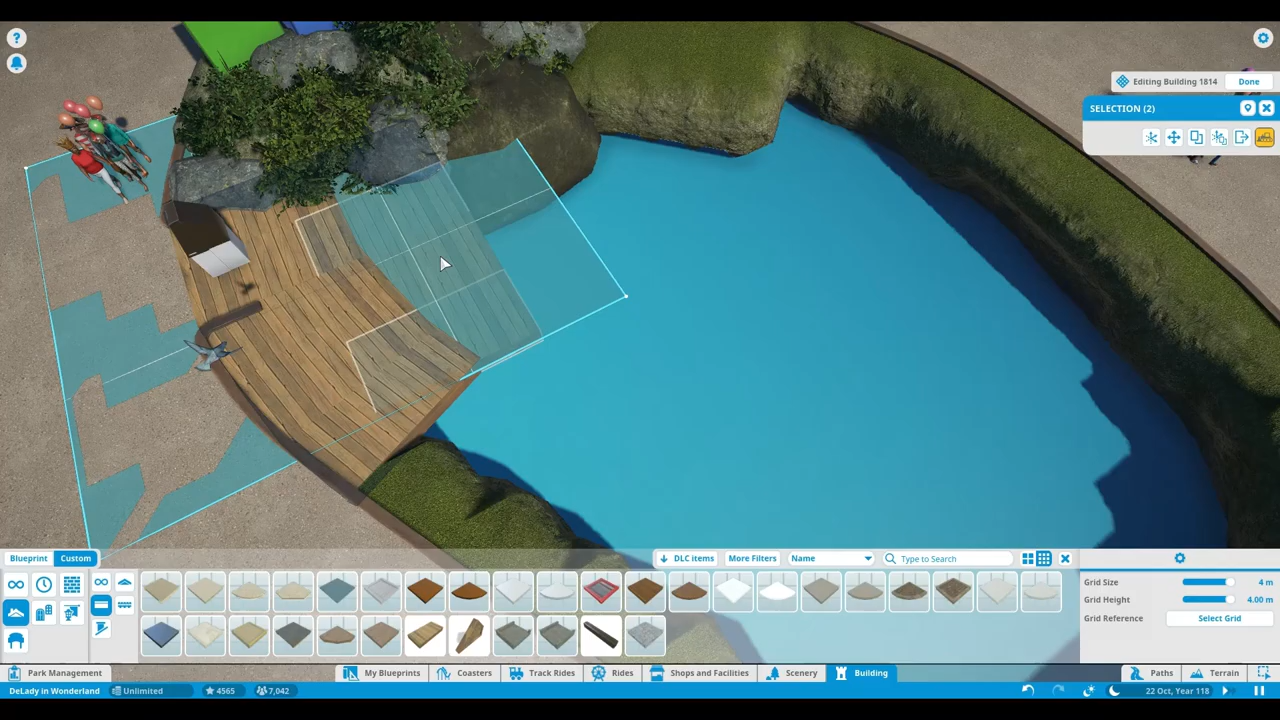 ?
Editing Building 1814
Done
SELECTION (2)
Blueprint
Custom
DLC items
More Filters
Name
Type to Search
Grid Size
4 m
Grid Height
4.00 m
Grid Reference
Select Grid
Park Management
My Blueprints
Coasters
Track Rides
Rides
Shops and Facilities
Scenery
Building
Paths
Terrain
DeLady in Wonderland
Unlimited
4565
7,042
22 Oct, Year 118